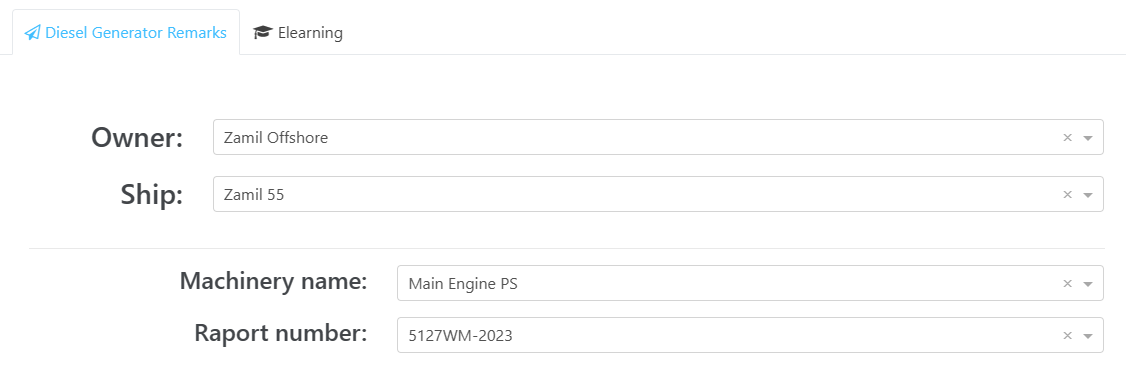 Diesel Generator Remarks Elearning
Owner: Zamil Offshore
Ship: Zamil 55
Machinery name: Main Engine PS
Raport number: 5127WM-2023